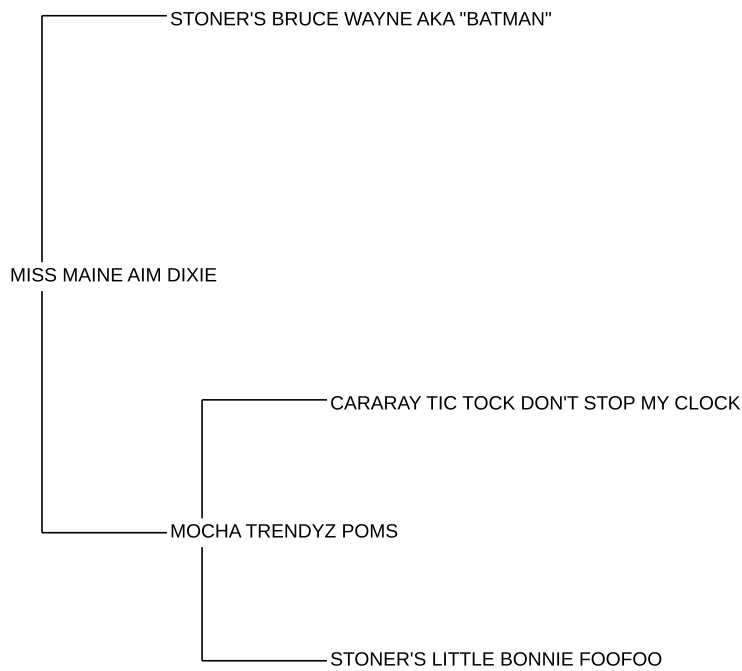 STONER'S BRUCE WAYNE AKA "BATMAN"
MISS MAINE AIM DIXIE
CARARAY TIC TOCK DON'T STOP MY CLOCK
MOCHA TRENDYZ POMS
STONER'S LITTLE BONNIE FOOFOO